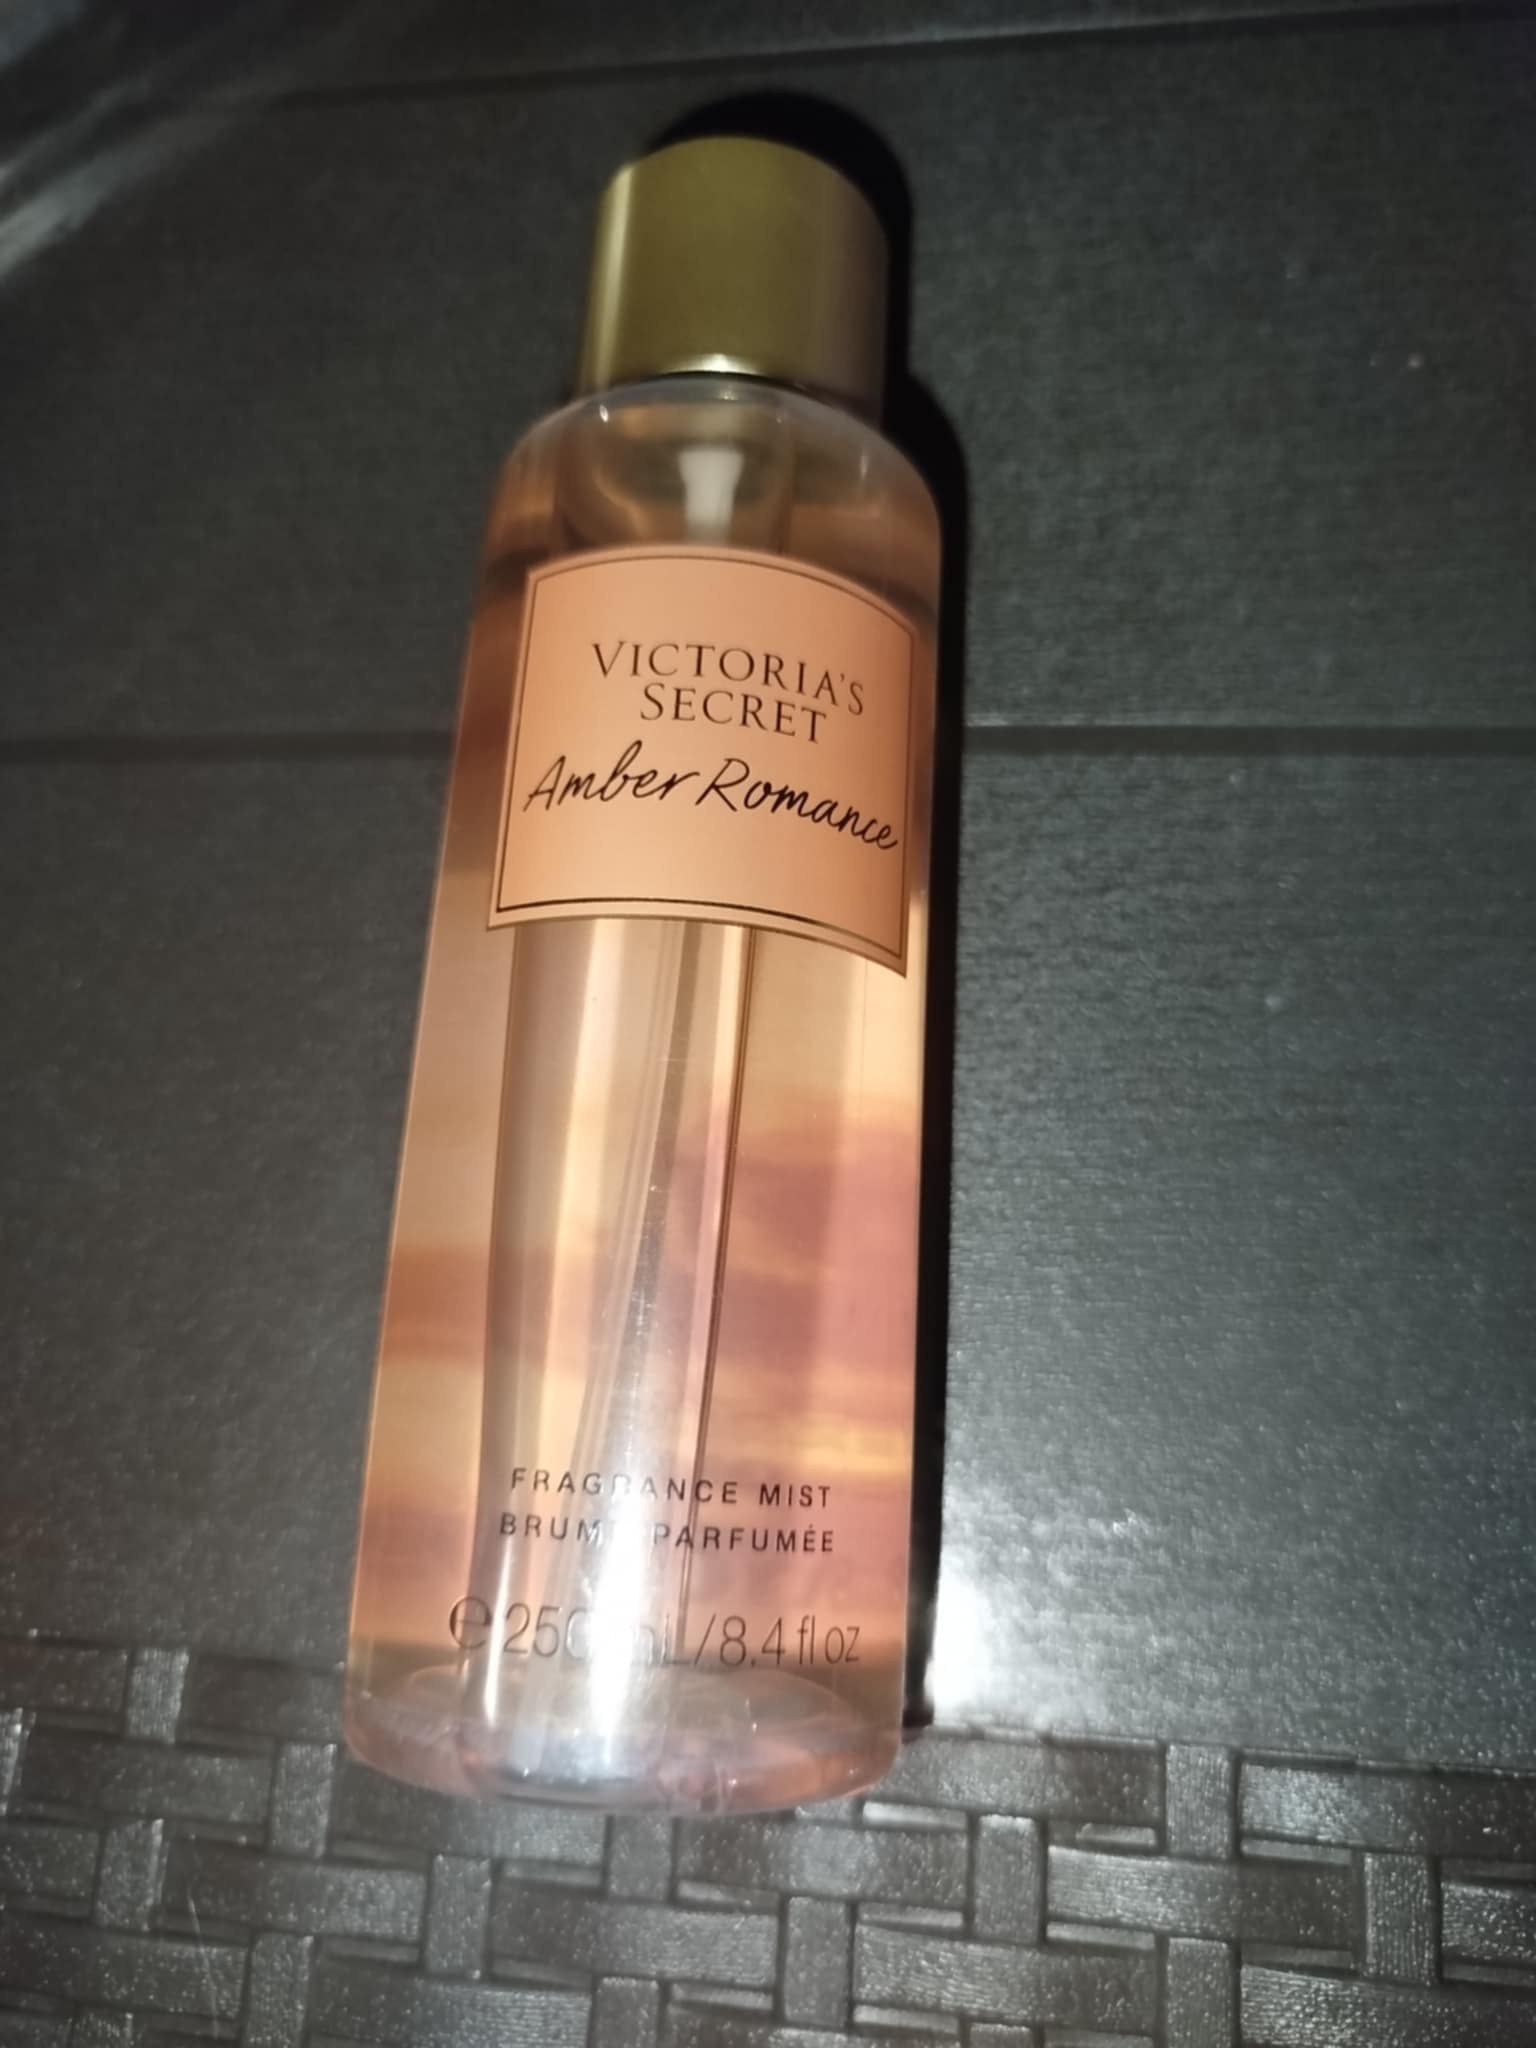 VICTORIA'S
SECRET
Amber Romance
FRAGRANCE MIST
BRUME PARFUMÉE
℮ 250 mL/8.4 fl oz